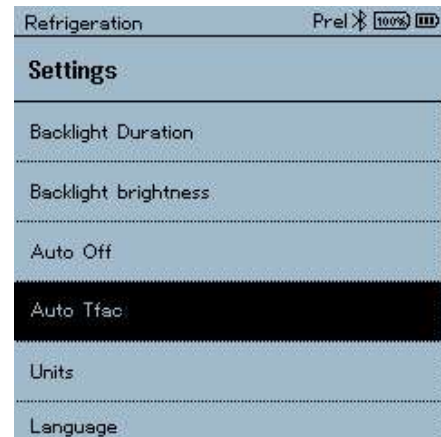 Refrigeration Prel 100%
Settings
Backlight Duration
Backlight brightness
Auto Off
Auto Tfac
Units
Language